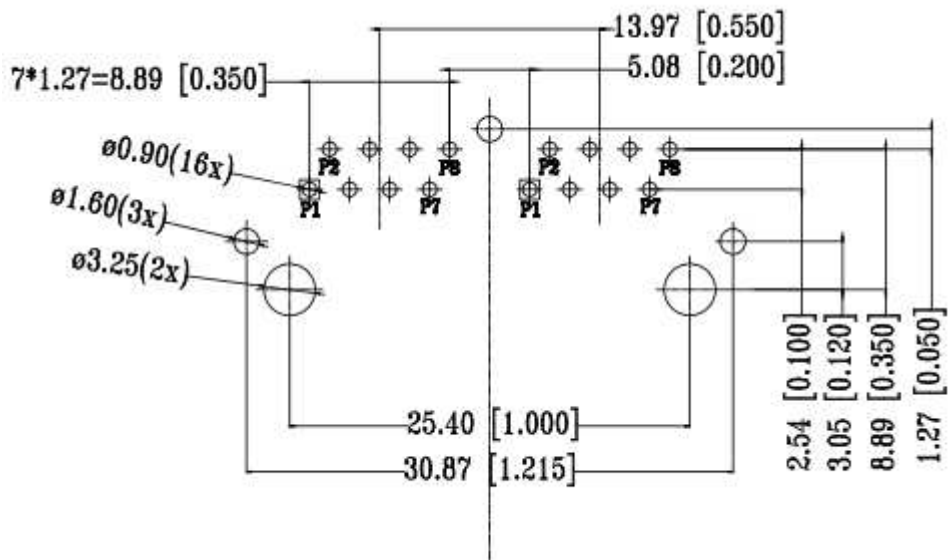 13.97 [0.550]
7*1.27=8.89 [0.350]
5.08 [0.200]
ø0.90(16x)
P2
P8
P2
P8
P1
P7
P1
P7
ø1.60(3x)
ø3.25(2x)
25.40 [1.000]
30.87 [1.215]
2.54 [0.100]
3.05 [0.120]
8.89 [0.350]
1.27 [0.050]